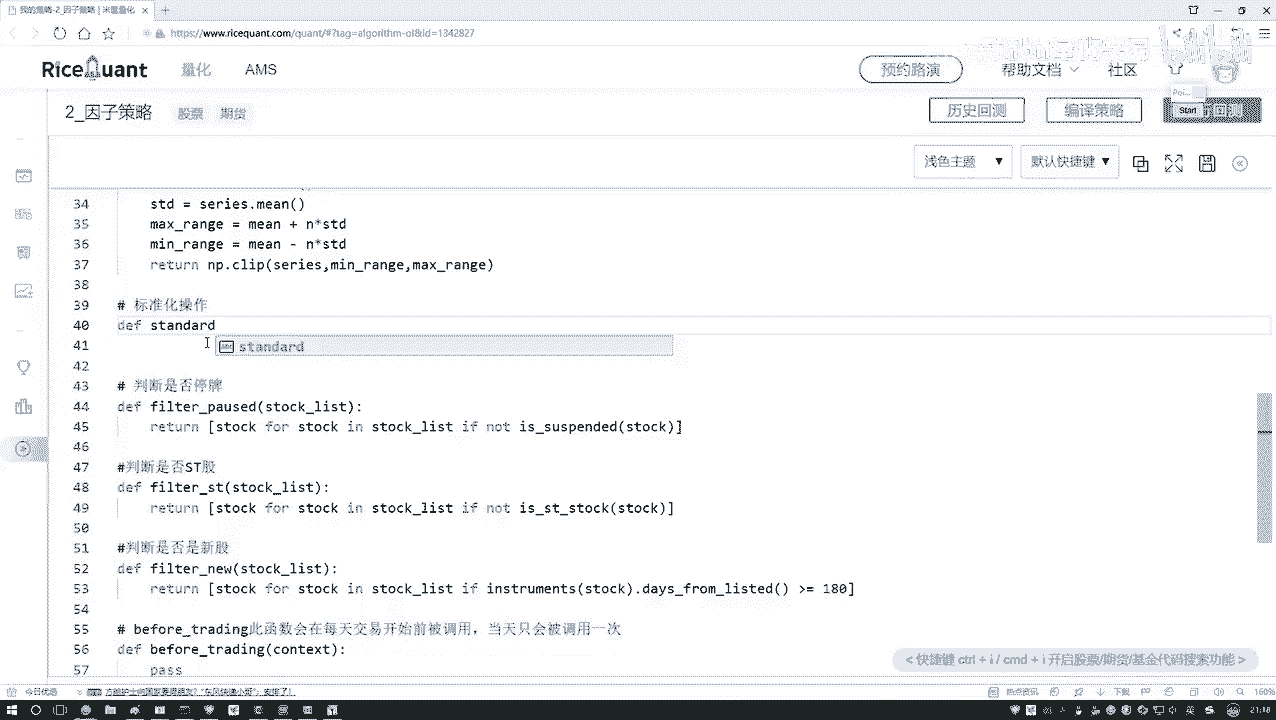 我的策略-2_因子策略 | 米筐量化
https://www.ricequant.com/quant/#?tag=algorithm-ol&id=1342827
RiceQuant 量化 AMS 预约路演 帮助文档 社区
2_因子策略 股票 期货 历史回测 编译策略
Start
浅色主题 ▼ 默认快捷键 ▼
34 std = series.mean()
35 max_range = mean + n*std
36 min_range = mean - n*std
37 return np.clip(series,min_range,max_range)
38
39 # 标准化操作
40 def standard
41 standard
42
43 # 判断是否停牌
44 def filter_paused(stock_list):
45 return [stock for stock in stock_list if not is_suspended(stock)]
46
47 #判断是否ST股
48 def filter_st(stock_list):
49 return [stock for stock in stock_list if not is_st_stock(stock)]
50
51 #判断是否是新股
52 def filter_new(stock_list):
53 return [stock for stock in stock_list if instruments(stock).days_from_listed() >= 180]
54
55 # before_trading此函数会在每天交易开始前被调用，当天只会被调用一次
56 def before_trading(context):
57 pass
< 快捷键 ctrl + i / cmd + i 开启股票/期货/基金代码搜索功能 >
今日优选
热点资讯 下载 160%
21:18